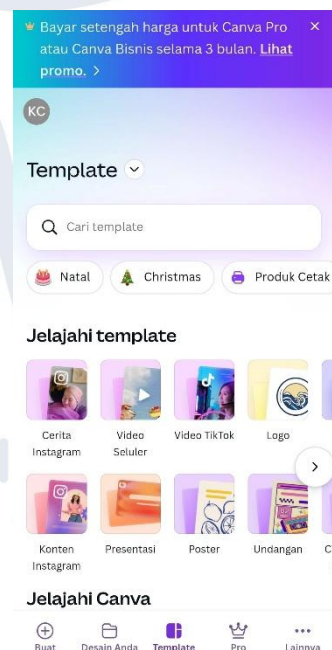 Bayar setengah harga untuk Canva Pro
atau Canva Bisnis selama 3 bulan. Lihat
promo. >
KC
Template
Cari template
Natal
Christmas
Produk Cetak
Jelajahi template
Cerita
Instagram
Video
Seluler
Video TikTok
Logo
Konten
Instagram
Presentasi
Poster
Undangan
C
Jelajahi Canva
Buat
Desain Anda
Template
Pro
Lainnya